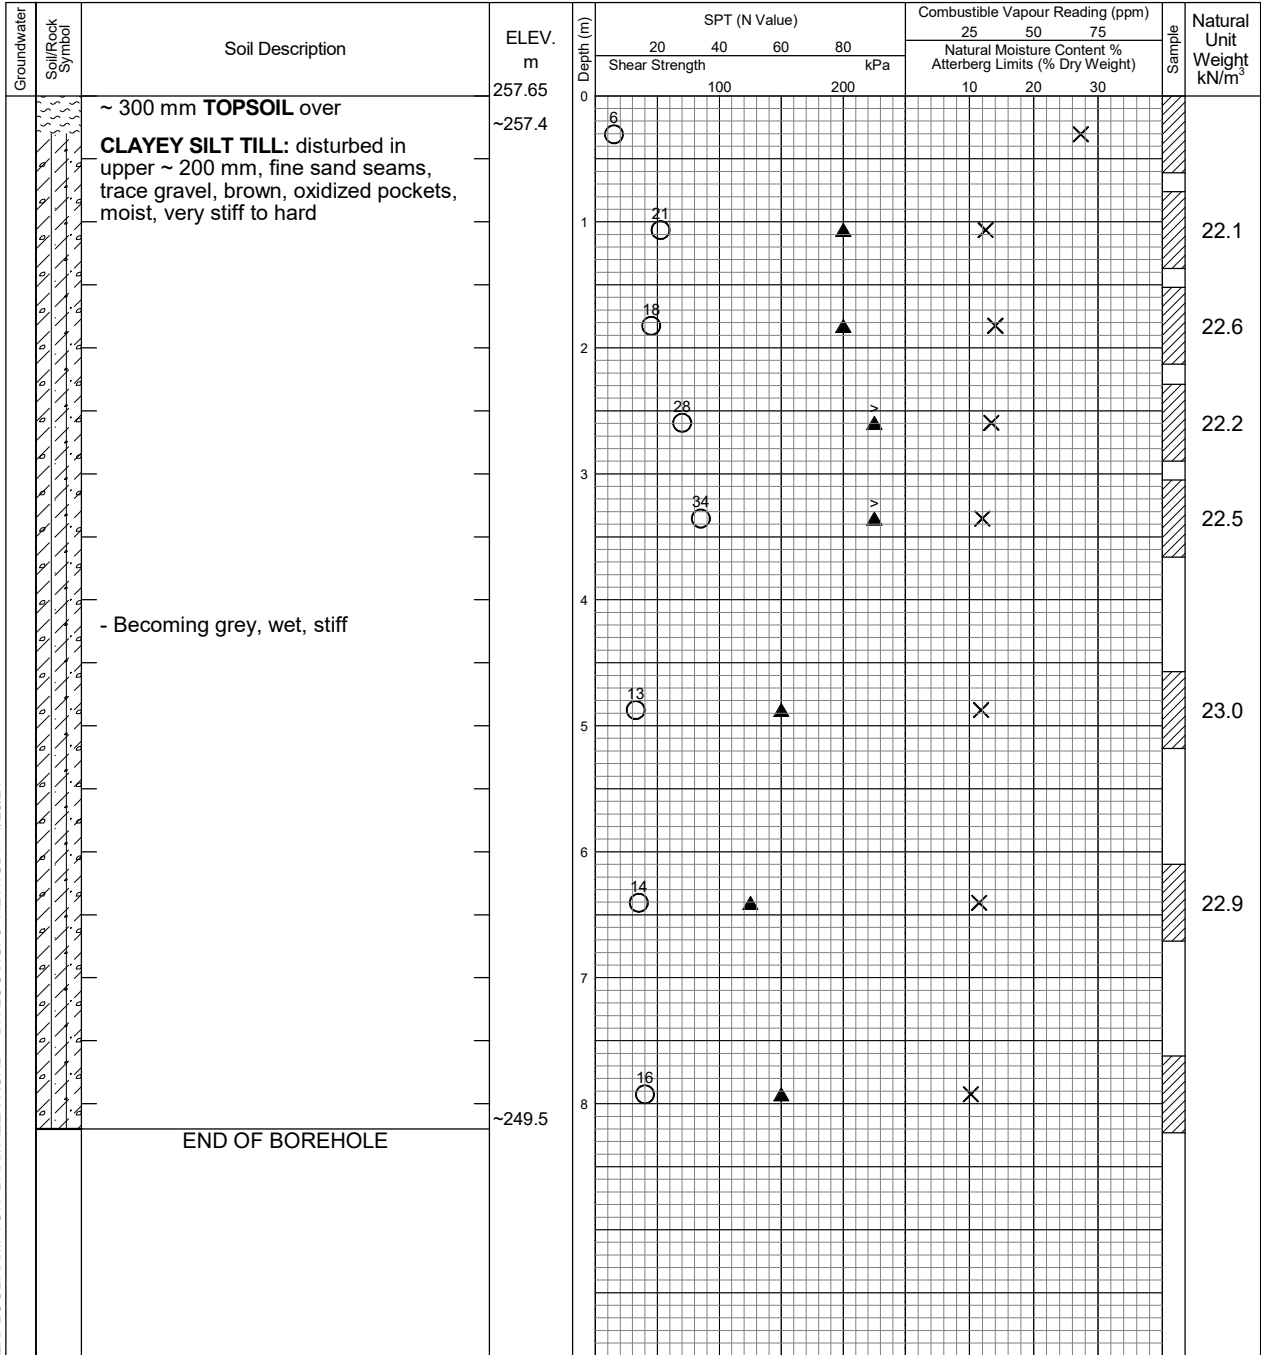 Groundwater
Soil/Rock
Symbol
Soil Description
ELEV.
m
Depth (m)
SPT (N Value)
20 40 60 80
Shear Strength kPa
100 200
Combustible Vapour Reading (ppm)
25 50 75
Natural Moisture Content %
Atterberg Limits (% Dry Weight)
10 20 30
Sample
Natural
Unit
Weight
kN/m³
257.65
0
~ 300 mm TOPSOIL over
~257.4
6
CLAYEY SILT TILL: disturbed in
upper ~ 200 mm, fine sand seams,
trace gravel, brown, oxidized pockets,
moist, very stiff to hard
1
21
22.1
18
22.6
2
28
>
22.2
3
34
>
22.5
4
- Becoming grey, wet, stiff
13
23.0
5
6
14
22.9
7
16
8
~249.5
END OF BOREHOLE